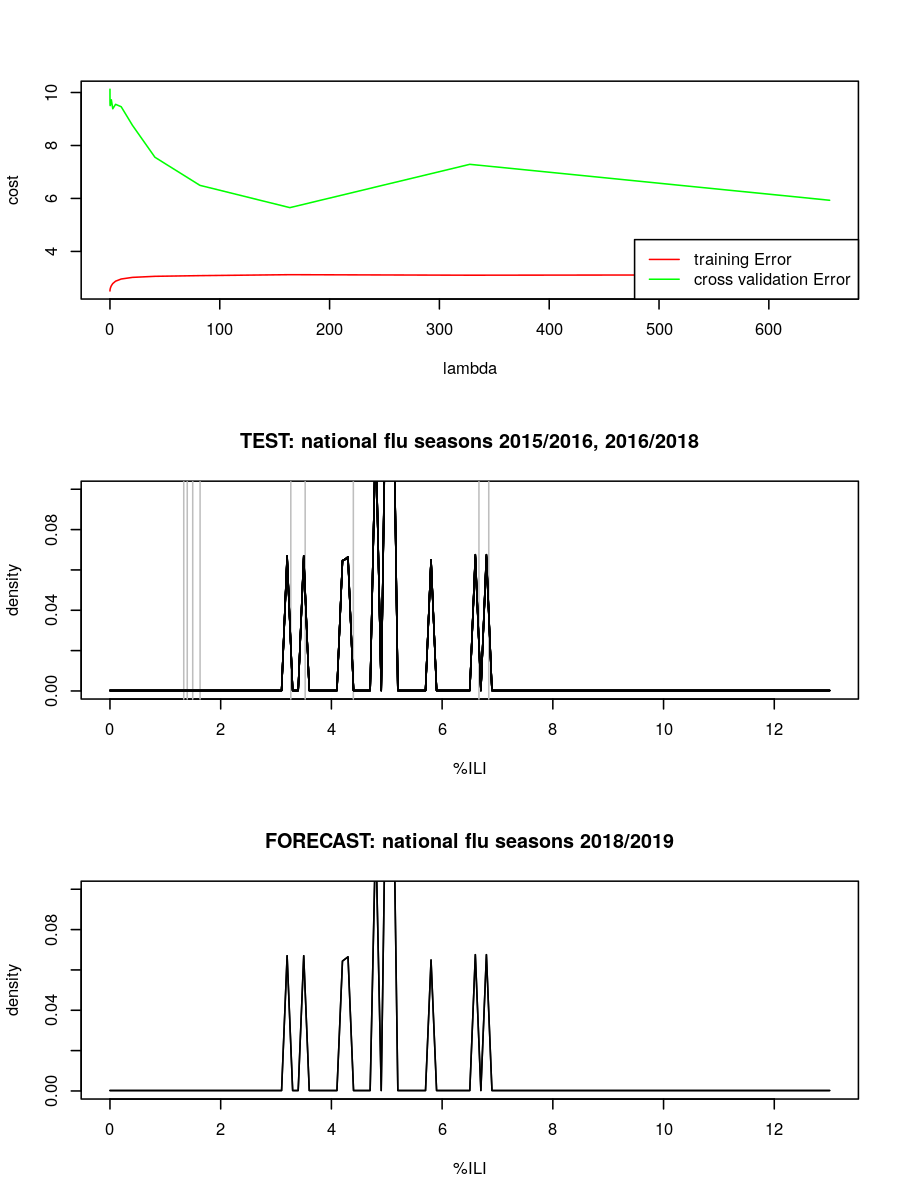 10
8
6
4
cost
training Error
cross validation Error
0 100 200 300 400 500 600
lambda
TEST: national flu seasons 2015/2016, 2016/2018
0.08
0.04
0.00
density
0 2 4 6 8 10 12
%ILI
FORECAST: national flu seasons 2018/2019
0.08
0.04
0.00
density
0 2 4 6 8 10 12
%ILI